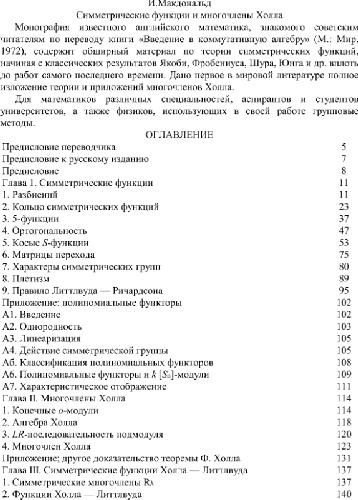 И.Макдональд
Симметрические функции и многочлены Холла
Монография известного английского математика, знакомого советским
читателям по переводу книги «Введение в коммутативную алгебру» (М.: Мир,
1972), содержит обширный материал по теории симметрических функций,
начиная с классических результатов Якоби, Фробениуса, Шура, Юнга и др. вплоть
до работ самого последнего времени. Дано первое в мировой литературе полное
изложение теории и приложений многочленов Холла.
Для математиков различных специальностей, аспирантов и студентов
университетов, а также физиков, использующих в своей работе групповые
методы.
ОГЛАВЛЕНИЕ
Предисловие переводчика 5
Предисловие к русскому изданию 7
Предисловие 8
Глава 1. Симметрические функции 11
1. Разбиений 11
2. Кольцо симметрических функций 23
3. 5-функции 37
4. Ортогональность 47
5. Косые S-функции 53
6. Матрицы перехода 75
7. Характеры симметрических групп 80
8. Плетизм 89
9. Правило Литтлвуда — Ричардсона 95
Приложение: полиномиальные функторы 102
А1. Введение 102
А2. Однородность 103
А3. Линеаризация 105
А4. Действие симметрической группы 105
А6. Классификация полиномиальных функторов 108
А6. Полиномиальные функторы и k [Sn]-модули 109
А7. Характеристическое отображение 111
Глава II. Многочлены Холла 114
1. Конечные о-модули 114
2. Алгебра Холла 118
3. LR-последовательность подмодуля 120
4. Многочлен Холла 123
Приложение; другое доказательство теоремы Ф. Холла. 131
Глава III. Симметрические функции Холла — Литтлвуда 137
1. Симметрические многочлены Rλ 137
2. Функции Холла — Литтлвуда 140